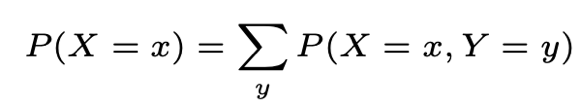 P(X = x) = ∑_y P(X = x, Y = y)